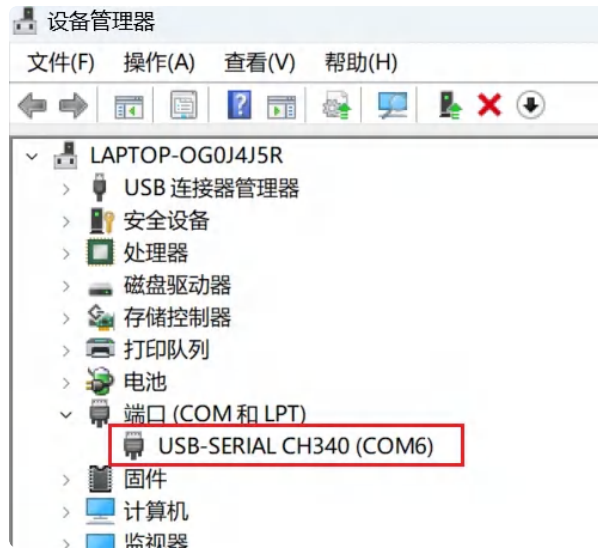 设备管理器
文件(F) 操作(A) 查看(V) 帮助(H)
LAPTOP-OG0J4J5R
USB 连接器管理器
安全设备
处理器
磁盘驱动器
存储控制器
打印队列
电池
端口 (COM 和 LPT)
USB-SERIAL CH340 (COM6)
固件
计算机
监视器